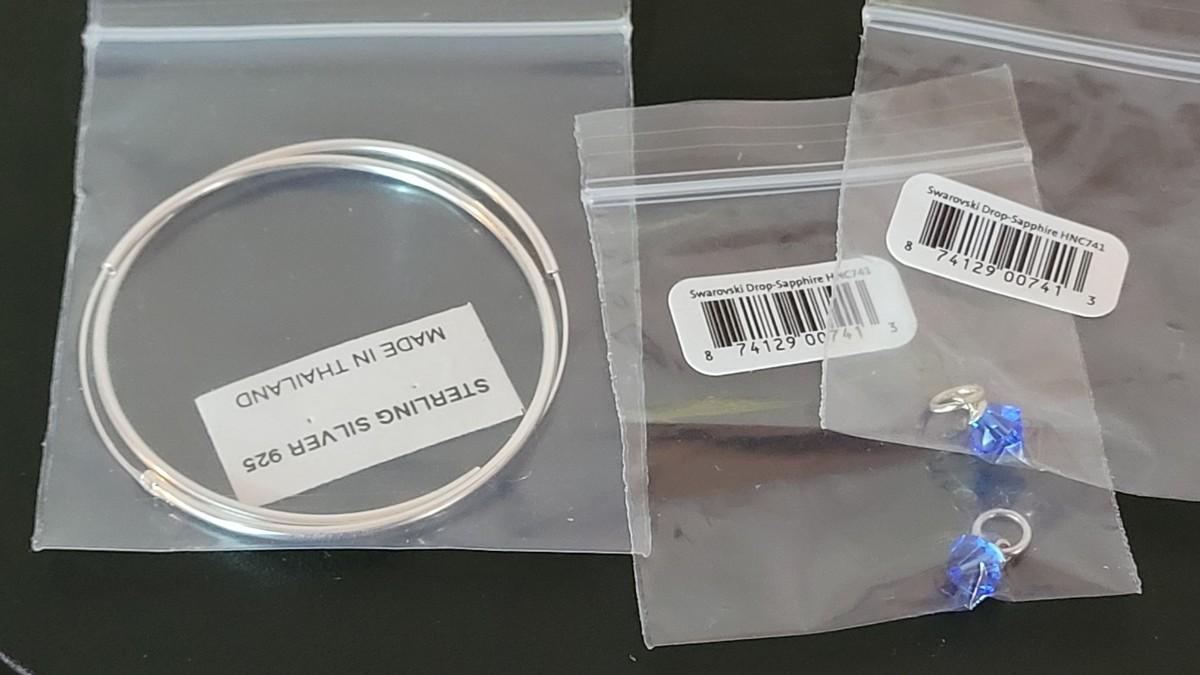 STERLING SILVER 925
MADE IN THAILAND
Swarovski Drop-Sapphire HNC741
8 74129 00741 3
Swarovski Drop-Sapphire HNC741
8 74129 00741 3